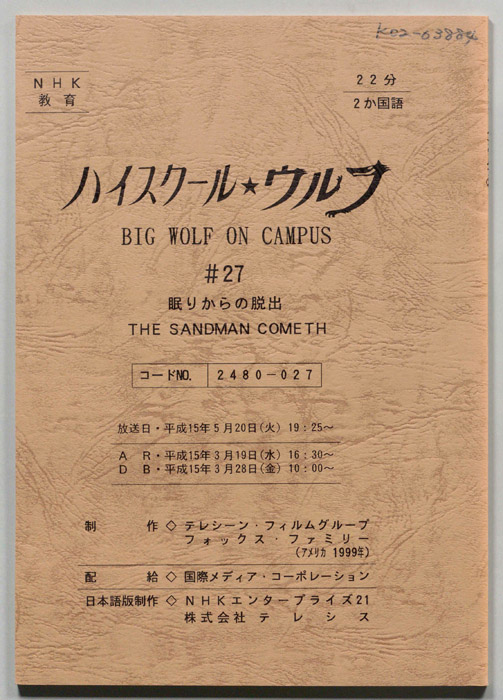 K02-63884
NHK
教育
22分
2か国語
ハイスクール★ウルフ
BIG WOLF ON CAMPUS
#27
眠りからの脱出
THE SANDMAN COMETH
コードNO. 2480-027
放送日・平成15年5月20日(火) 19:25~
A R・平成15年3月19日(水) 16:30~
D B・平成15年3月28日(金) 10:00~
制 作◇テレシーン・フィルムグループ
フォックス・ファミリー
(アメリカ 1999年)
配 給◇国際メディア・コーポレーション
日本語版制作◇NHKエンタープライズ21
株式会社テレシス